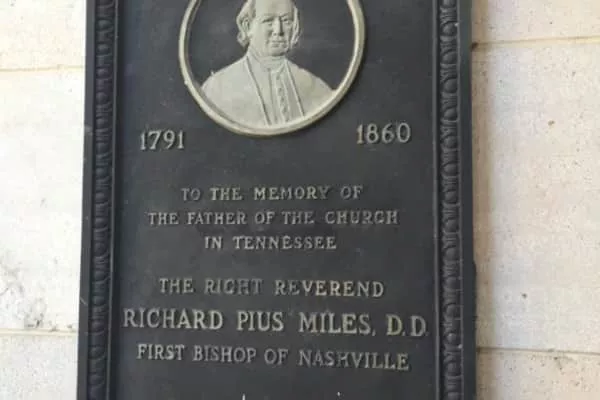 1791 1860
TO THE MEMORY OF
THE FATHER OF THE CHURCH
IN TENNESSEE
THE RIGHT REVEREND
RICHARD PIUS MILES, D.D.
FIRST BISHOP OF NASHVILLE